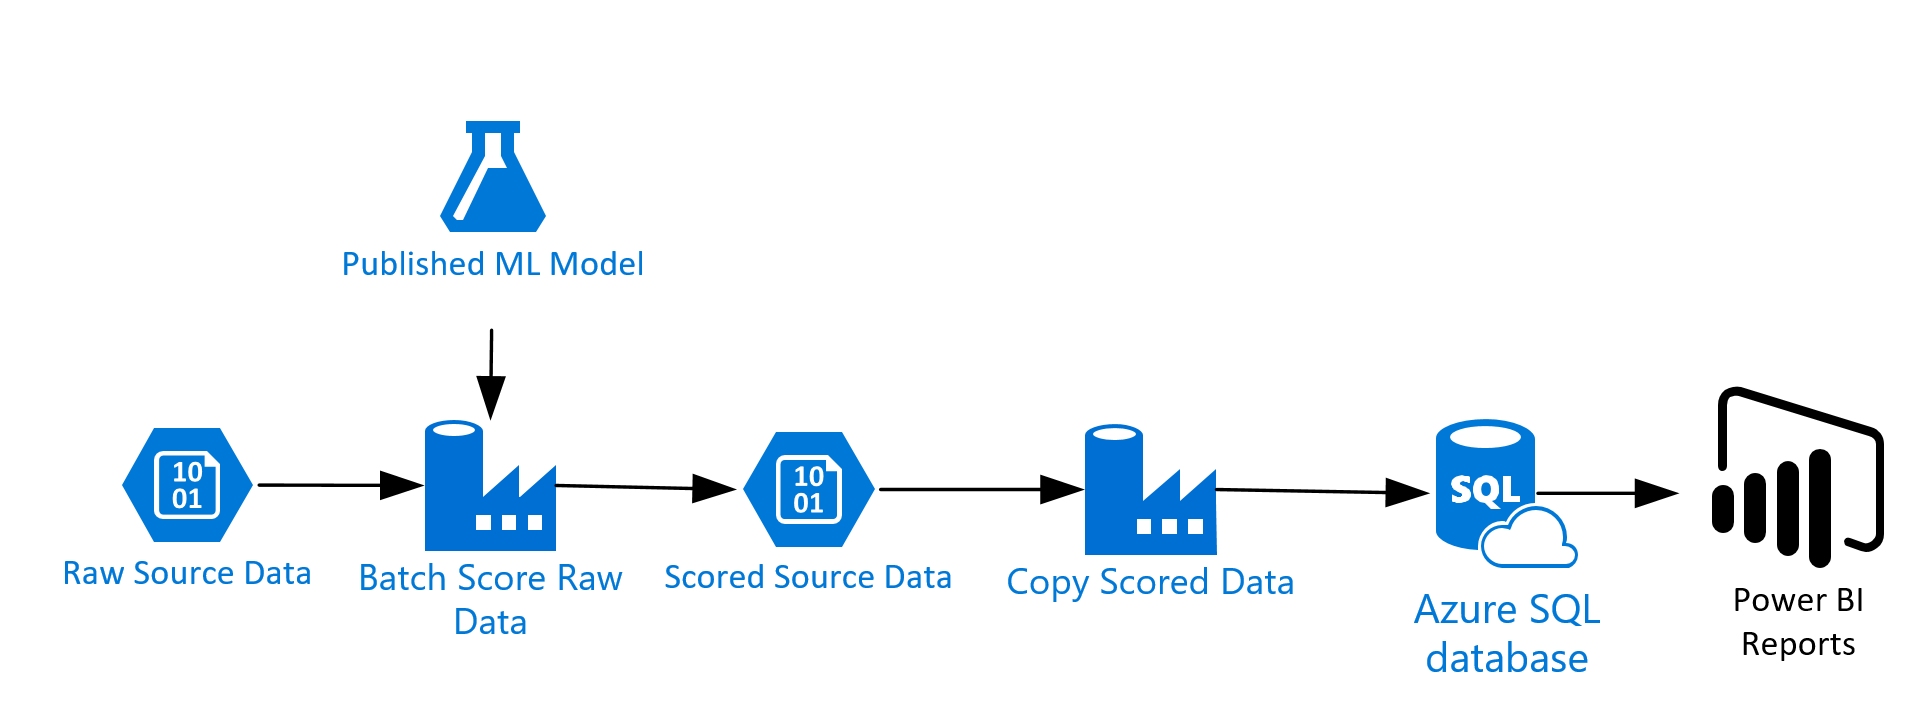 Published ML Model
10
01
Raw Source Data
Batch Score Raw
Data
10
01
Scored Source Data
Copy Scored Data
SQL
Azure SQL
database
Power BI
Reports